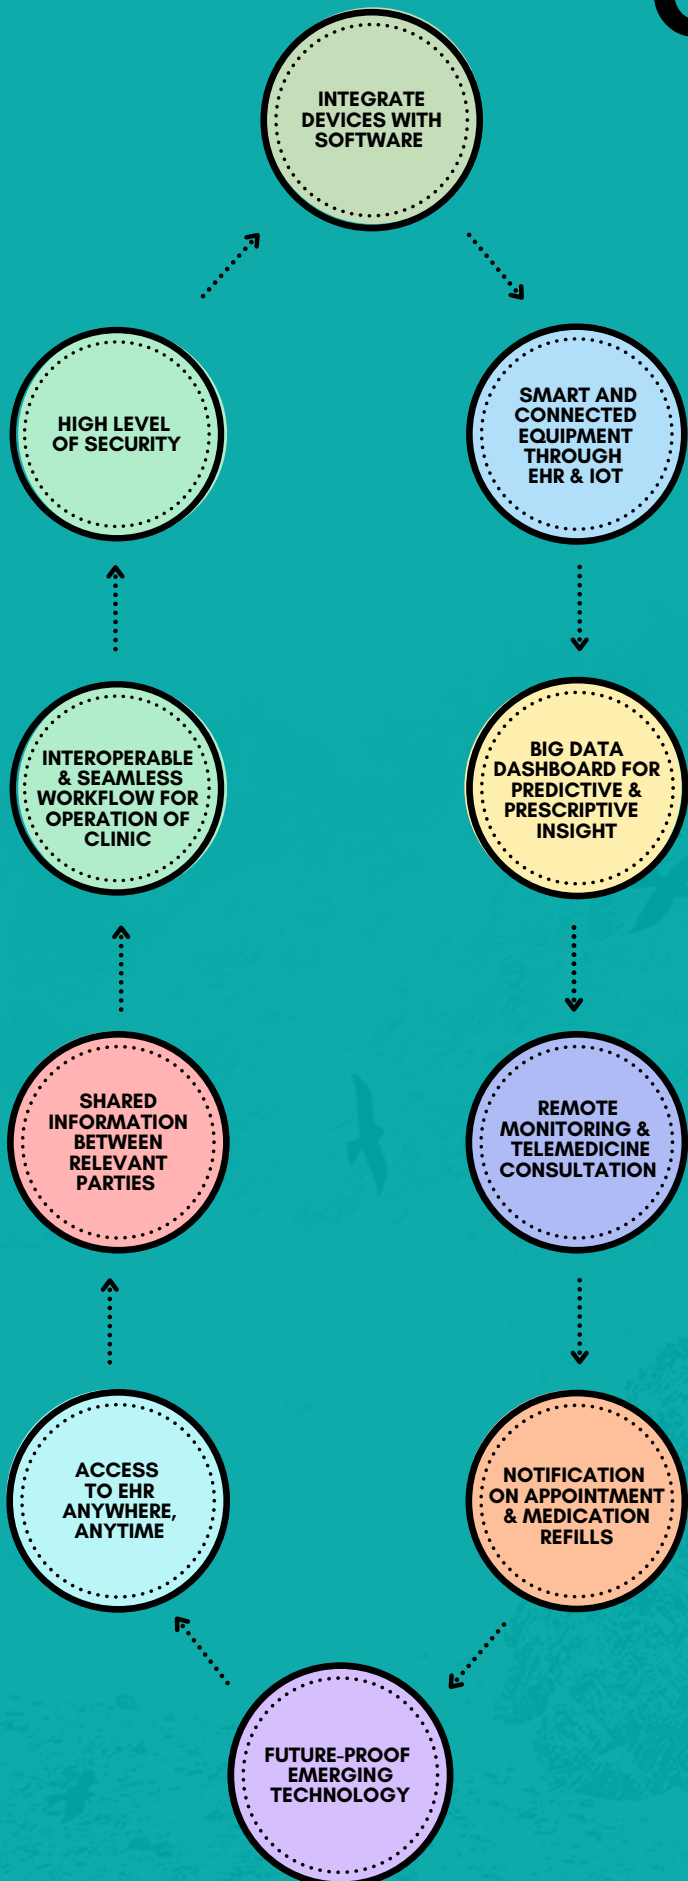 INTEGRATE
DEVICES WITH
SOFTWARE
SMART AND
CONNECTED
EQUIPMENT
THROUGH
EHR & IOT
BIG DATA
DASHBOARD FOR
PREDICTIVE &
PRESCRIPTIVE
INSIGHT
REMOTE
MONITORING &
TELEMEDICINE
CONSULTATION
NOTIFICATION
ON APPOINTMENT
& MEDICATION
REFILLS
FUTURE-PROOF
EMERGING
TECHNOLOGY
ACCESS
TO EHR
ANYWHERE,
ANYTIME
SHARED
INFORMATION
BETWEEN
RELEVANT
PARTIES
INTEROPERABLE
& SEAMLESS
WORKFLOW FOR
OPERATION OF
CLINIC
HIGH LEVEL
OF SECURITY